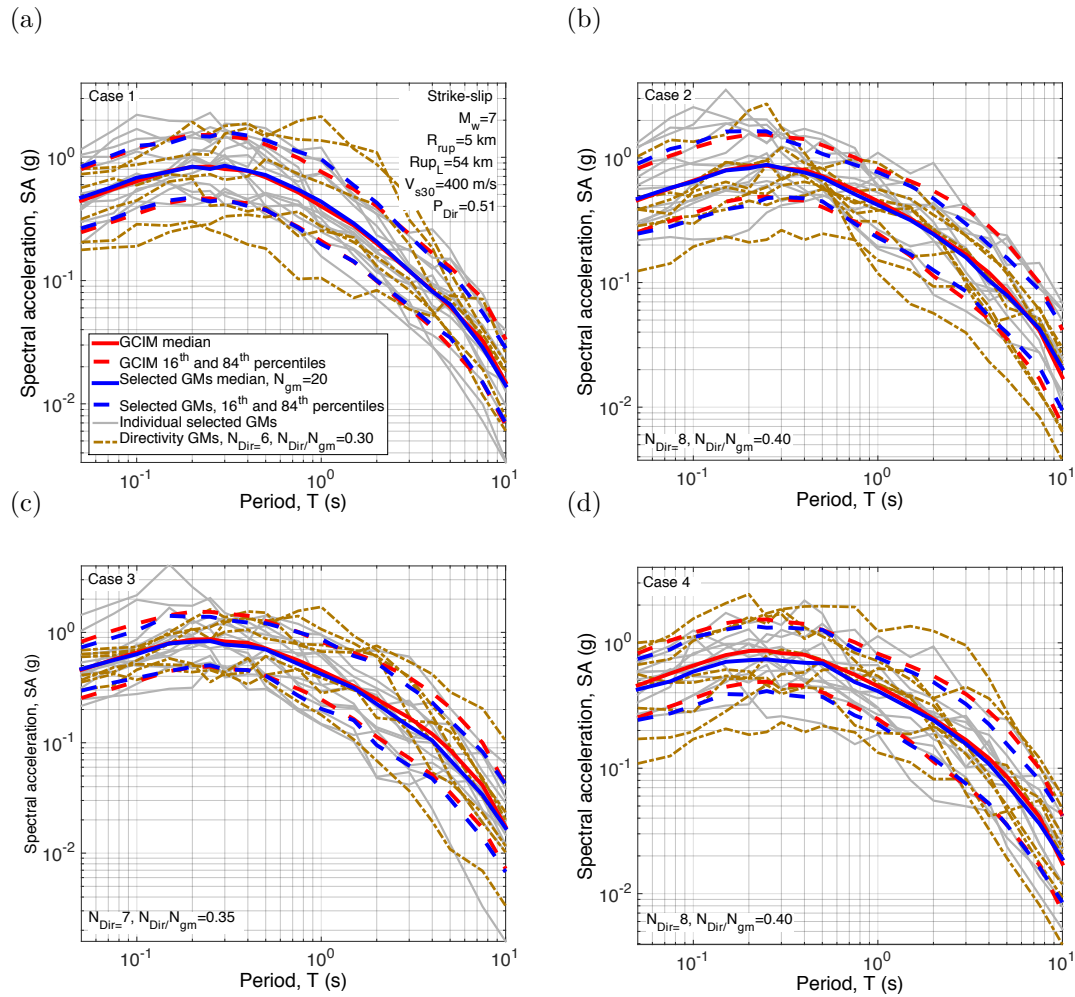 (a)
Case 1
Strike-slip
M_w=7
R_rup=5 km
Rup_L=54 km
V_s30=400 m/s
P_Dir=0.51
GCIM median
GCIM 16^th and 84^th percentiles
Selected GMs median, N_gm=20
Selected GMs, 16^th and 84^th percentiles
Individual selected GMs
Directivity GMs, N_Dir=6, N_Dir/N_gm=0.30
Spectral acceleration, SA (g)
10^0
10^-1
10^-2
10^-1
10^0
10^1
Period, T (s)
(b)
Case 2
N_Dir=8, N_Dir/N_gm=0.40
Spectral acceleration, SA (g)
10^0
10^-1
10^-2
10^-1
10^0
10^1
Period, T (s)
(c)
Case 3
N_Dir=7, N_Dir/N_gm=0.35
Spectral acceleration, SA (g)
10^0
10^-1
10^-2
10^-1
10^0
10^1
Period, T (s)
(d)
Case 4
N_Dir=8, N_Dir/N_gm=0.40
Spectral acceleration, SA (g)
10^0
10^-1
10^-2
10^-1
10^0
10^1
Period, T (s)